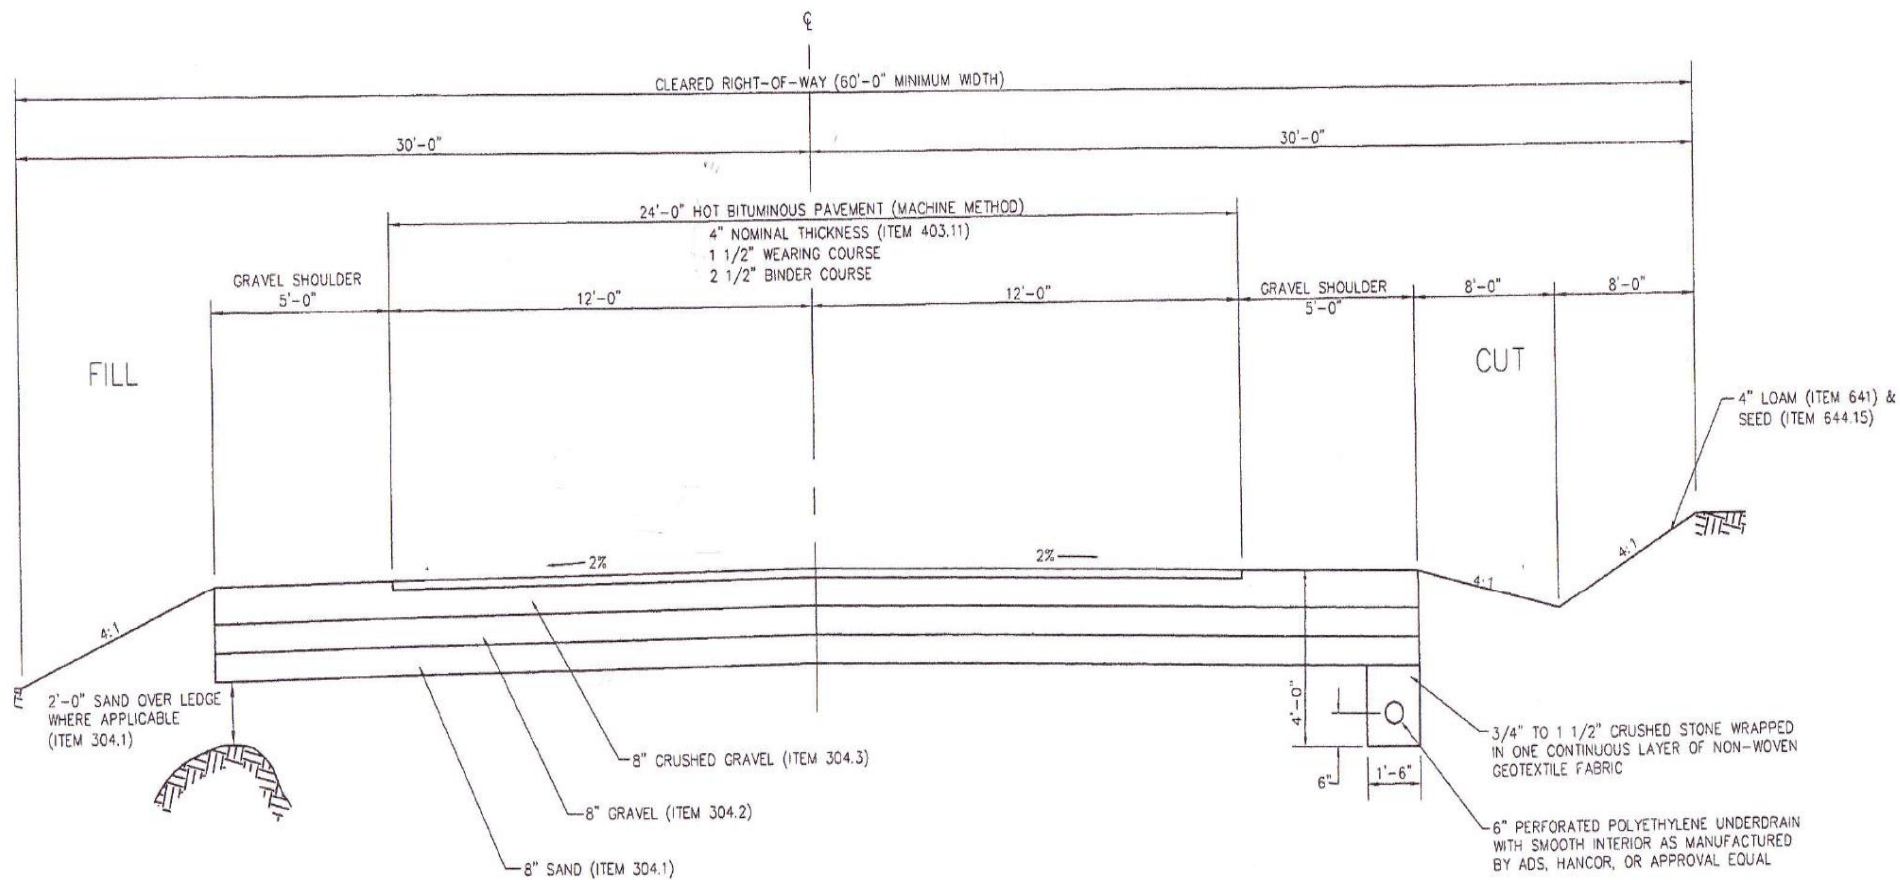 ℄
CLEARED RIGHT-OF-WAY (60'-0" MINIMUM WIDTH)
30'-0"
30'-0"
24'-0" HOT BITUMINOUS PAVEMENT (MACHINE METHOD)
4" NOMINAL THICKNESS (ITEM 403.11)
1 1/2" WEARING COURSE
2 1/2" BINDER COURSE
GRAVEL SHOULDER
5'-0"
12'-0"
12'-0"
GRAVEL SHOULDER
5'-0"
8'-0"
8'-0"
FILL
CUT
4" LOAM (ITEM 641) &
SEED (ITEM 644.15)
2%
2%
4:1
4:1
4:1
2'-0" SAND OVER LEDGE
WHERE APPLICABLE
(ITEM 304.1)
4'-0"
6"
1'-6"
3/4" TO 1 1/2" CRUSHED STONE WRAPPED
IN ONE CONTINUOUS LAYER OF NON-WOVEN
GEOTEXTILE FABRIC
8" CRUSHED GRAVEL (ITEM 304.3)
8" GRAVEL (ITEM 304.2)
8" SAND (ITEM 304.1)
6" PERFORATED POLYETHYLENE UNDERDRAIN
WITH SMOOTH INTERIOR AS MANUFACTURED
BY ADS, HANCOR, OR APPROVAL EQUAL